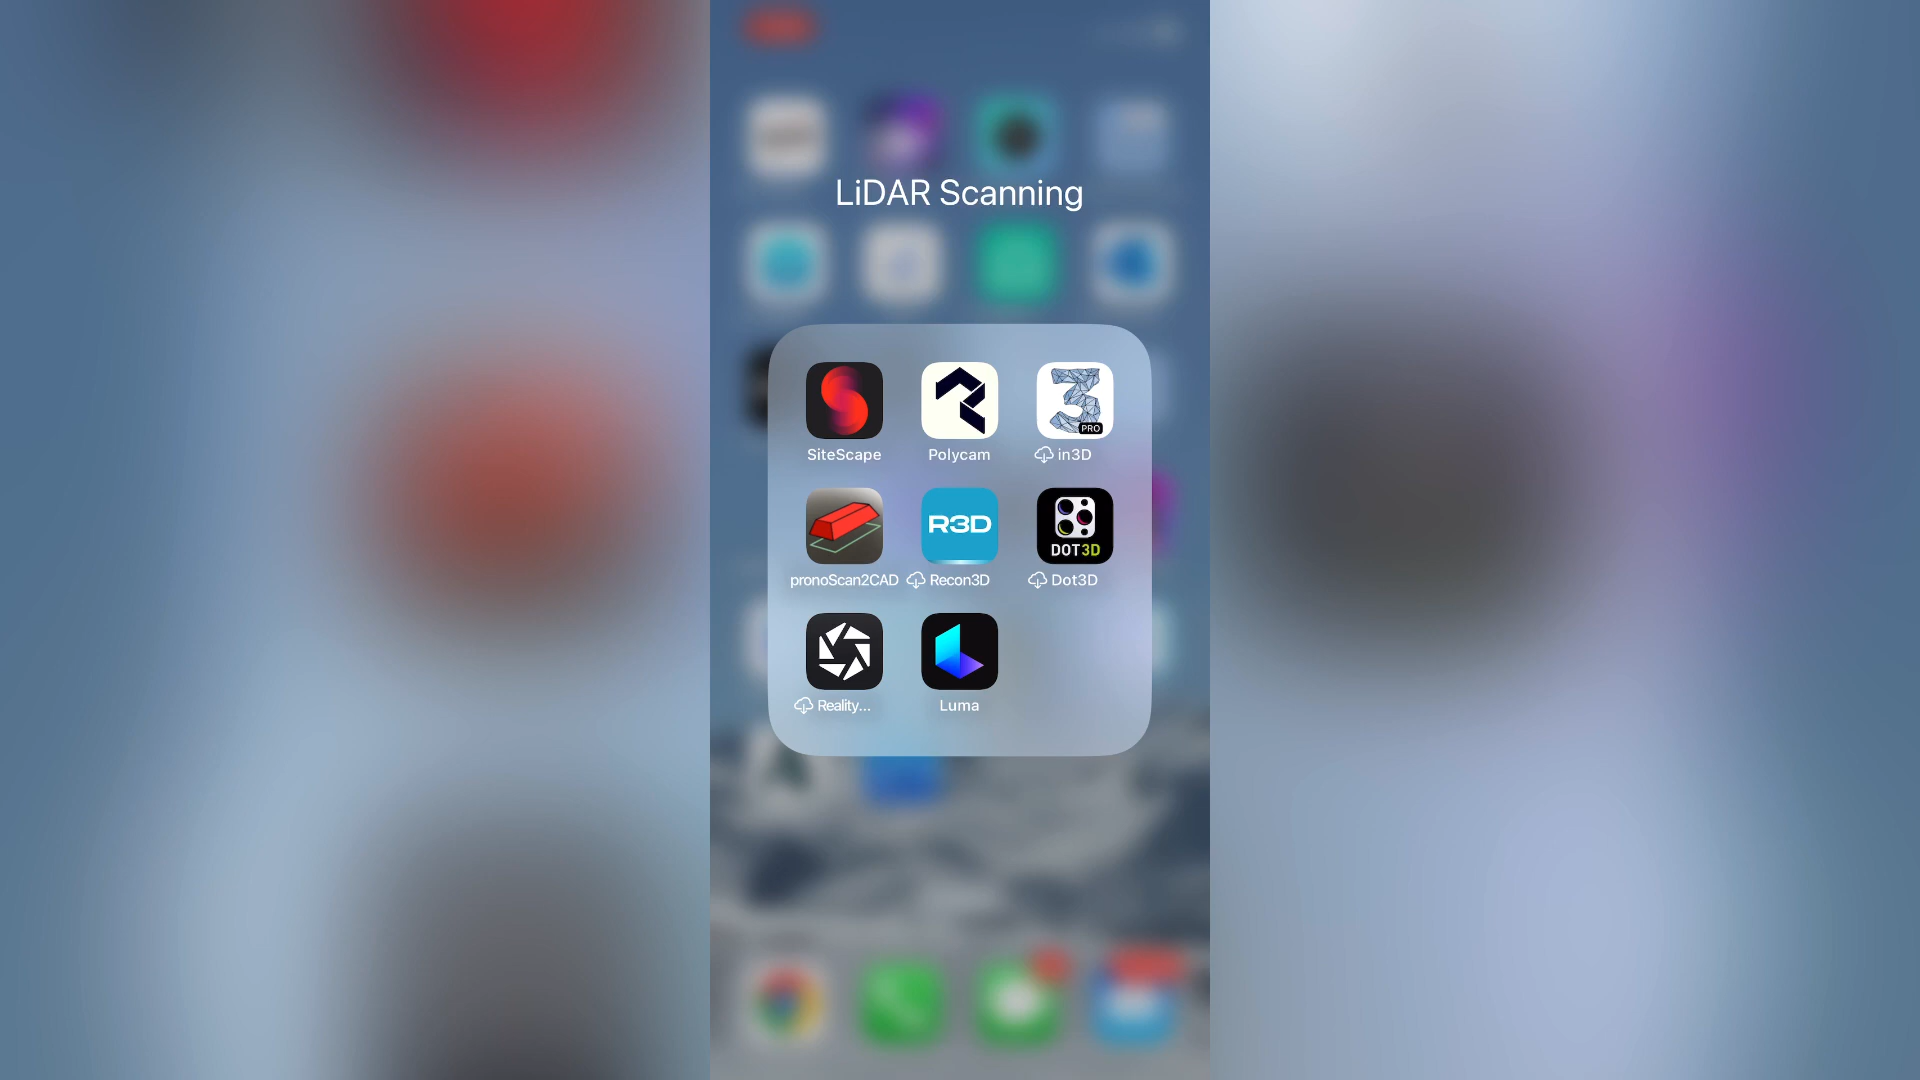 LiDAR Scanning
SiteScape Polycam in3D
PRO
R3D
DOT3D
pronoScan2CAD Recon3D Dot3D
Reality... Luma